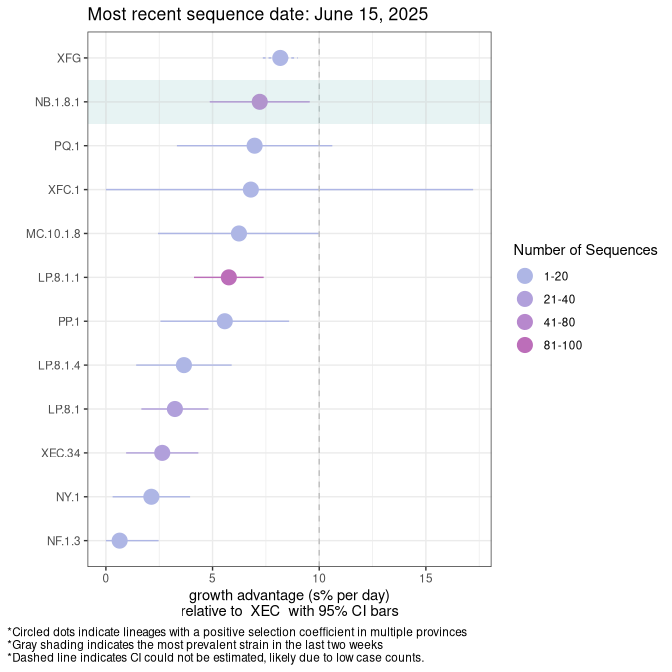 Most recent sequence date: June 15, 2025
XFG
NB.1.8.1
PQ.1
XFC.1
MC.10.1.8
LP.8.1.1
PP.1
LP.8.1.4
LP.8.1
XEC.34
NY.1
NF.1.3
0 5 10 15
growth advantage (s% per day)
relative to XEC with 95% CI bars
Number of Sequences
1-20
21-40
41-80
81-100
*Circled dots indicate lineages with a positive selection coefficient in multiple provinces
*Gray shading indicates the most prevalent strain in the last two weeks
*Dashed line indicates CI could not be estimated, likely due to low case counts.